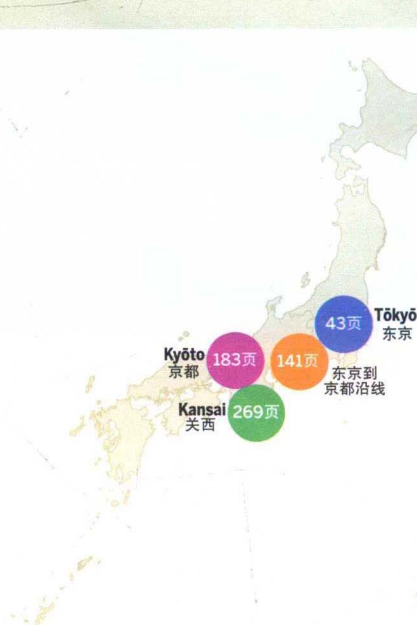 43页
Tōkyō
东京
Kyōto
京都
183页
141页
东京到
京都沿线
Kansai
关西
269页